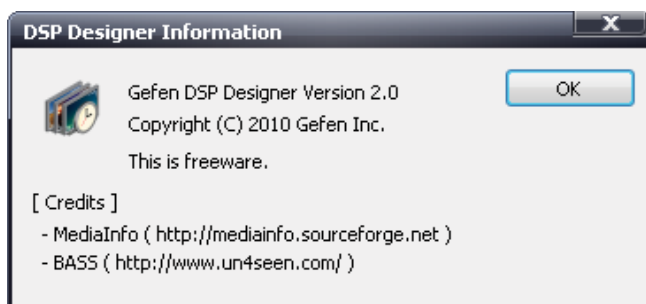 DSP Designer Information
Gefen DSP Designer Version 2.0
OK
Copyright (C) 2010 Gefen Inc.
This is freeware.
[ Credits ]
- MediaInfo ( http://mediainfo.sourceforge.net )
- BASS ( http://www.un4seen.com/ )